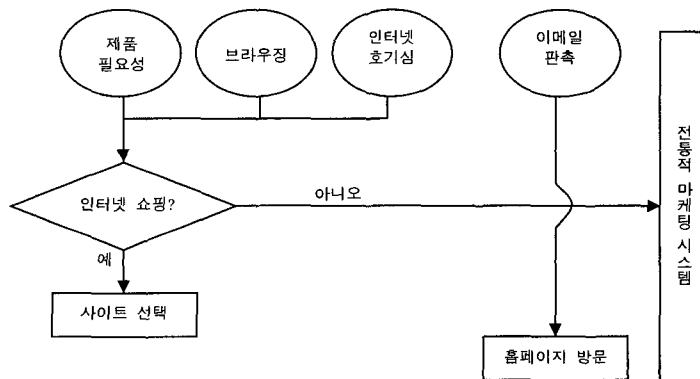 제품
필요성
브라우징
인터넷
호기심
이메일
판촉
인터넷 쇼핑?
아니오
예
사이트 선택
홈페이지 방문
전통적 마케팅 시스템